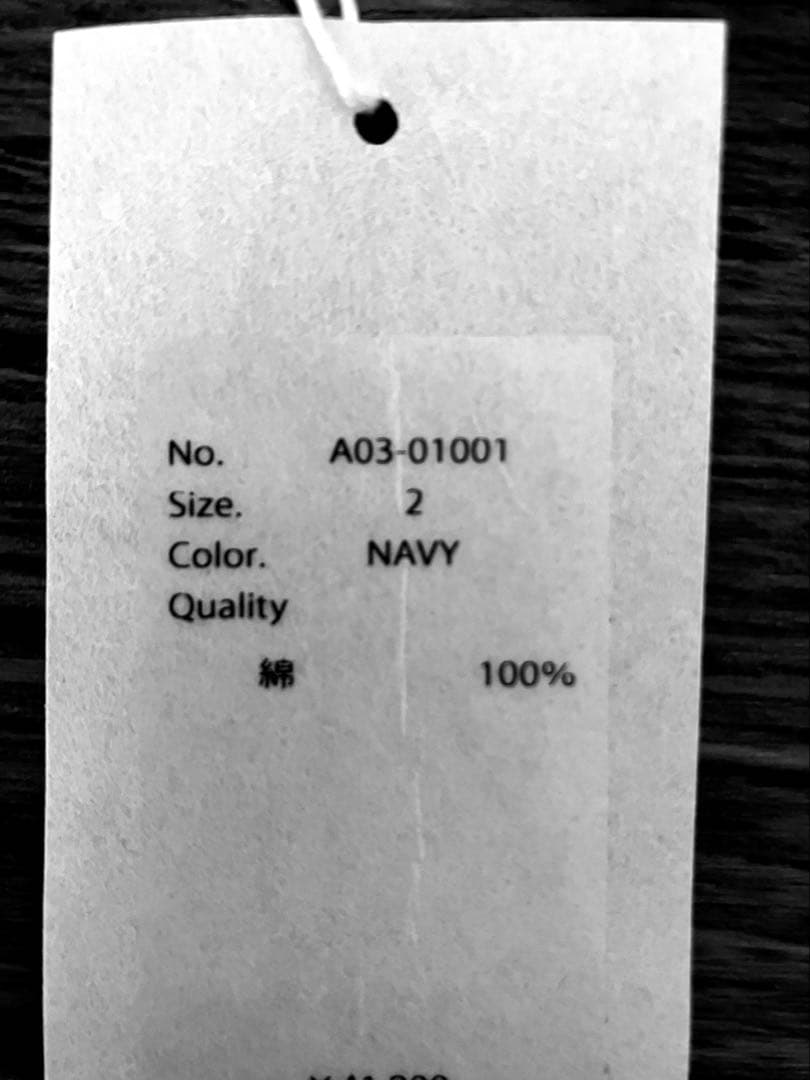 No. A03-01001
Size. 2
Color. NAVY
Quality
綿 100%